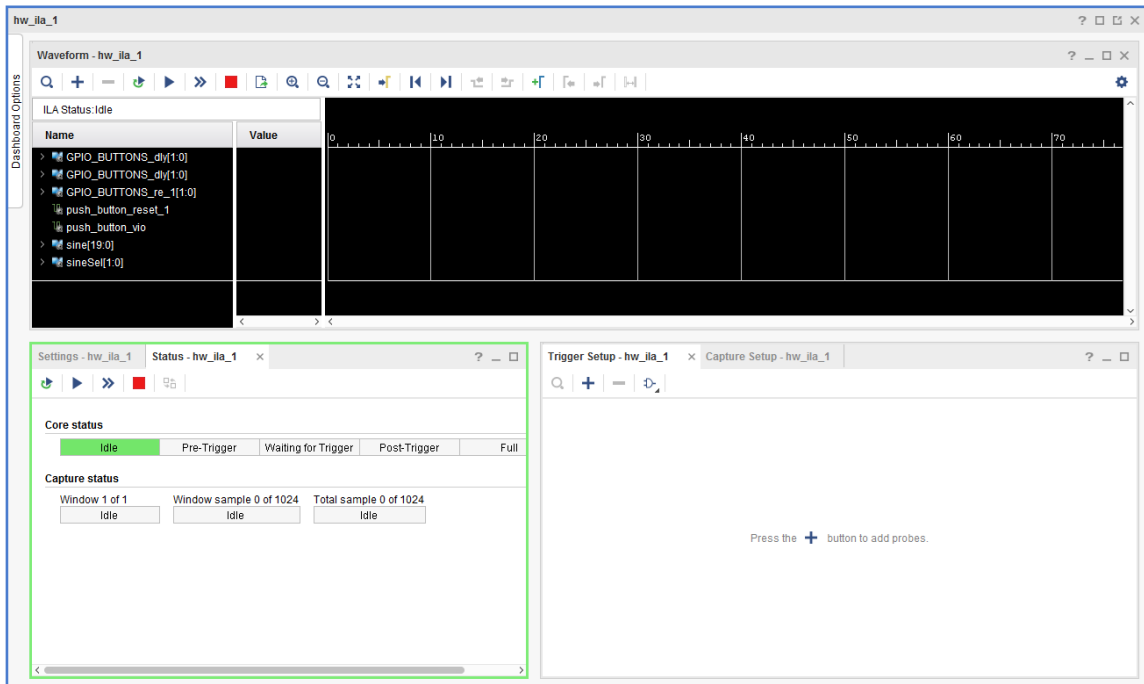 hw_ila_1
Dashboard Options
Waveform - hw_ila_1
ILA Status:Idle
Name Value
0 10 20 30 40 50 60 70
GPIO_BUTTONS_dly[1:0]
GPIO_BUTTONS_dly[1:0]
GPIO_BUTTONS_re_1[1:0]
push_button_reset_1
push_button_vio
sine[19:0]
sineSel[1:0]
Settings - hw_ila_1 Status - hw_ila_1
Core status
Idle Pre-Trigger Waiting for Trigger Post-Trigger Full
Capture status
Window 1 of 1 Window sample 0 of 1024 Total sample 0 of 1024
Idle Idle Idle
Trigger Setup - hw_ila_1 Capture Setup - hw_ila_1
Press the + button to add probes.